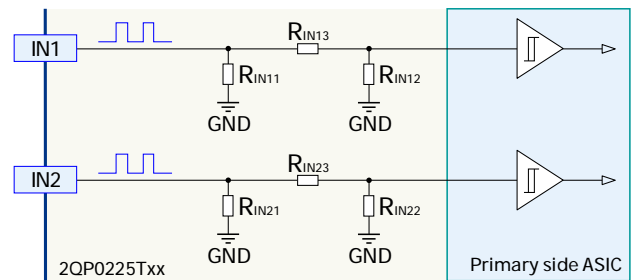 IN1
RIN13
RIN11
RIN12
GND
GND
IN2
RIN23
RIN21
RIN22
GND
GND
2QP0225Txx
Primary side ASIC